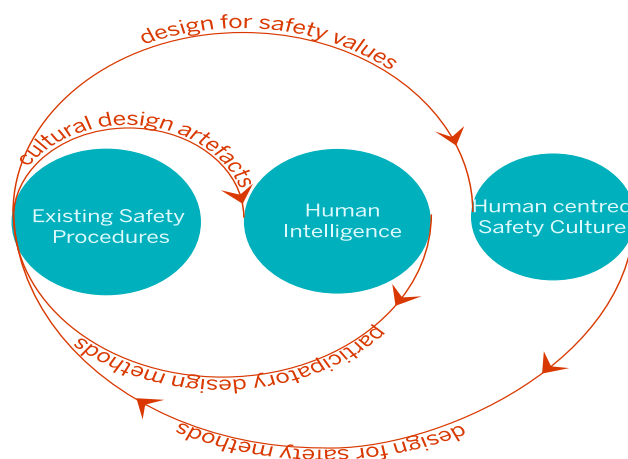 design for safety values
cultural design artefacts
Existing Safety
Procedures
Human
Intelligence
Human centred
Safety Culture
participatory design methods
design for safety methods